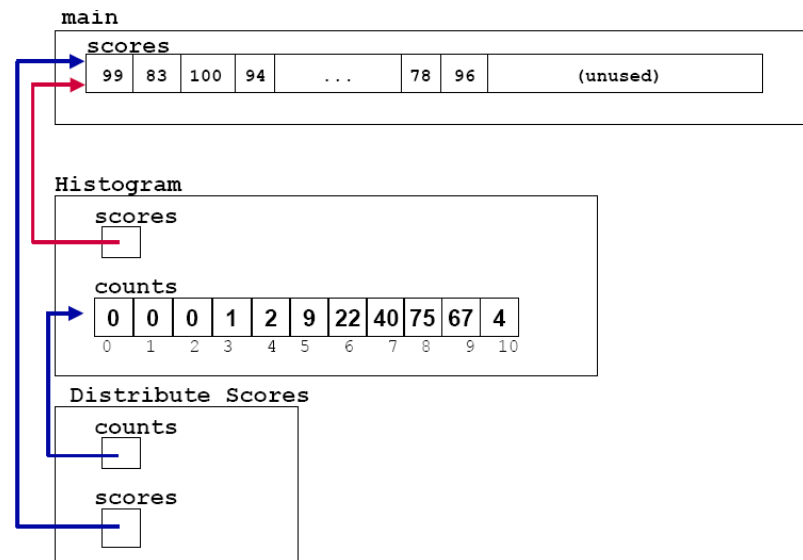 main
scores
99 83 100 94 ... 78 96 (unused)
Histogram
scores
counts
0 0 0 1 2 9 22 40 75 67 4
0 1 2 3 4 5 6 7 8 9 10
Distribute Scores
counts
scores